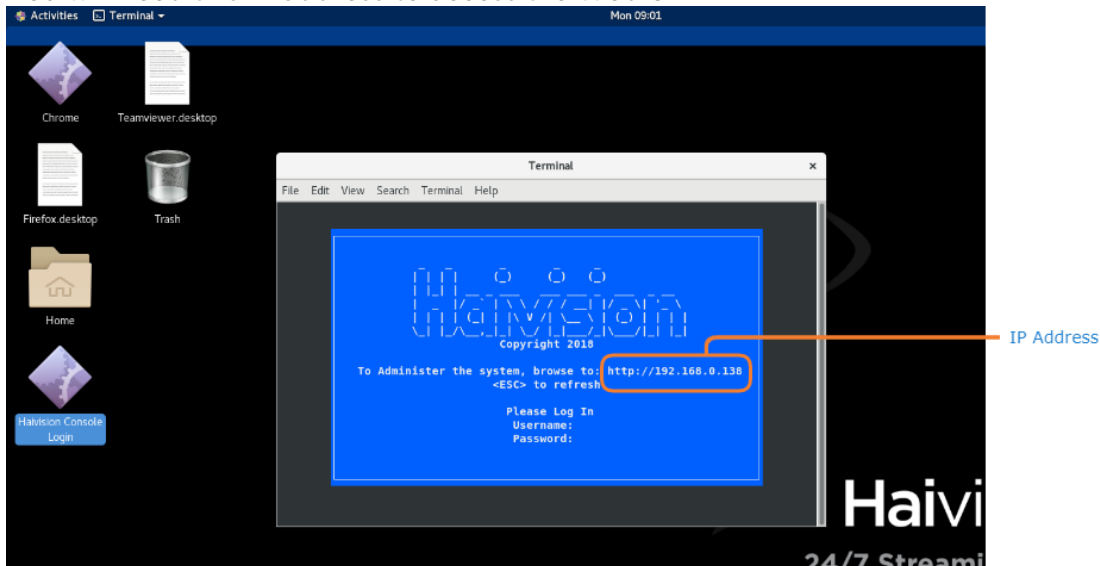 Activities Terminal Mon 09:01
Chrome
Teamviewer.desktop
Firefox.desktop
Trash
Home
Haivision Console
Login
Terminal
File Edit View Search Terminal Help
Haivision
Copyright 2018
To Administer the system, browse to: http://192.168.0.138
<ESC> to refresh
Please Log In
Username:
Password:
IP Address
Haivi
24/7 Streami